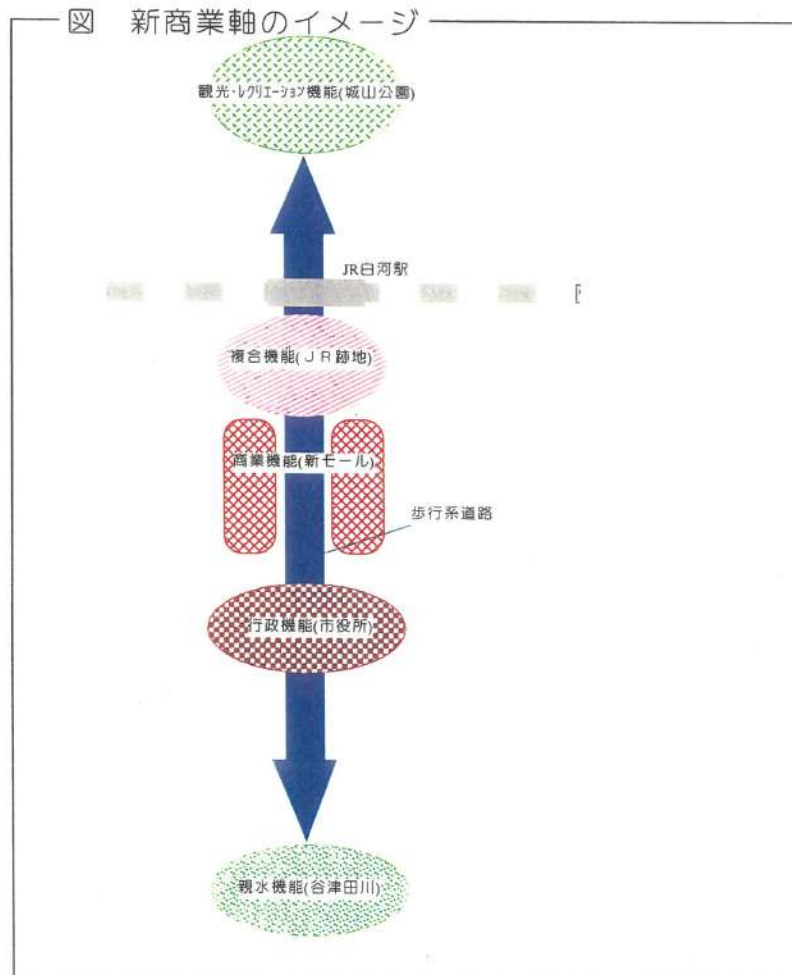 図 新商業軸のイメージ
観光・レクリエーション機能(城山公園)
JR白河駅
複合機能(JR跡地)
商業機能(新モール)
歩行系道路
行政機能(市役所)
親水機能(谷津田川)